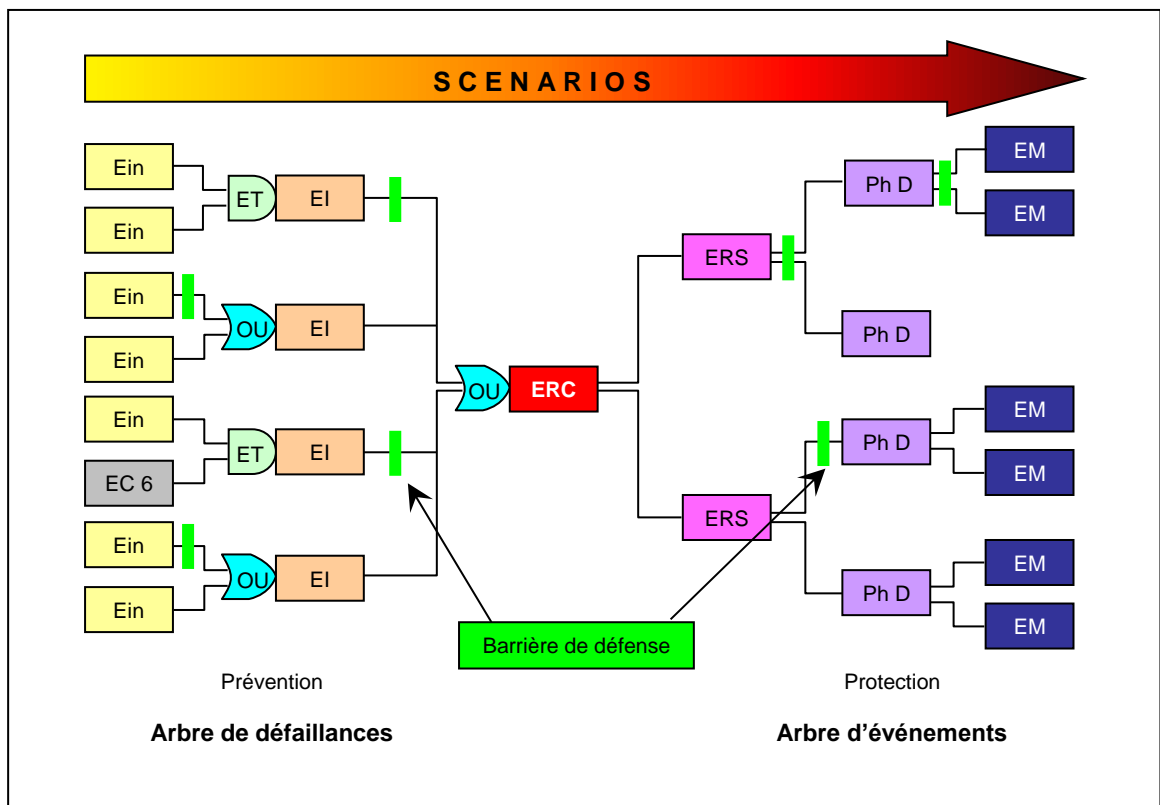 SCENARIOS
Ein
Ein
ET
EI
Ein
Ein
OU
EI
Ein
EC 6
ET
EI
Ein
Ein
OU
EI
OU
ERC
ERS
ERS
Ph D
Ph D
Ph D
Ph D
EM
EM
EM
EM
EM
EM
Barrière de défense
Prévention
Protection
Arbre de défaillances
Arbre d'événements